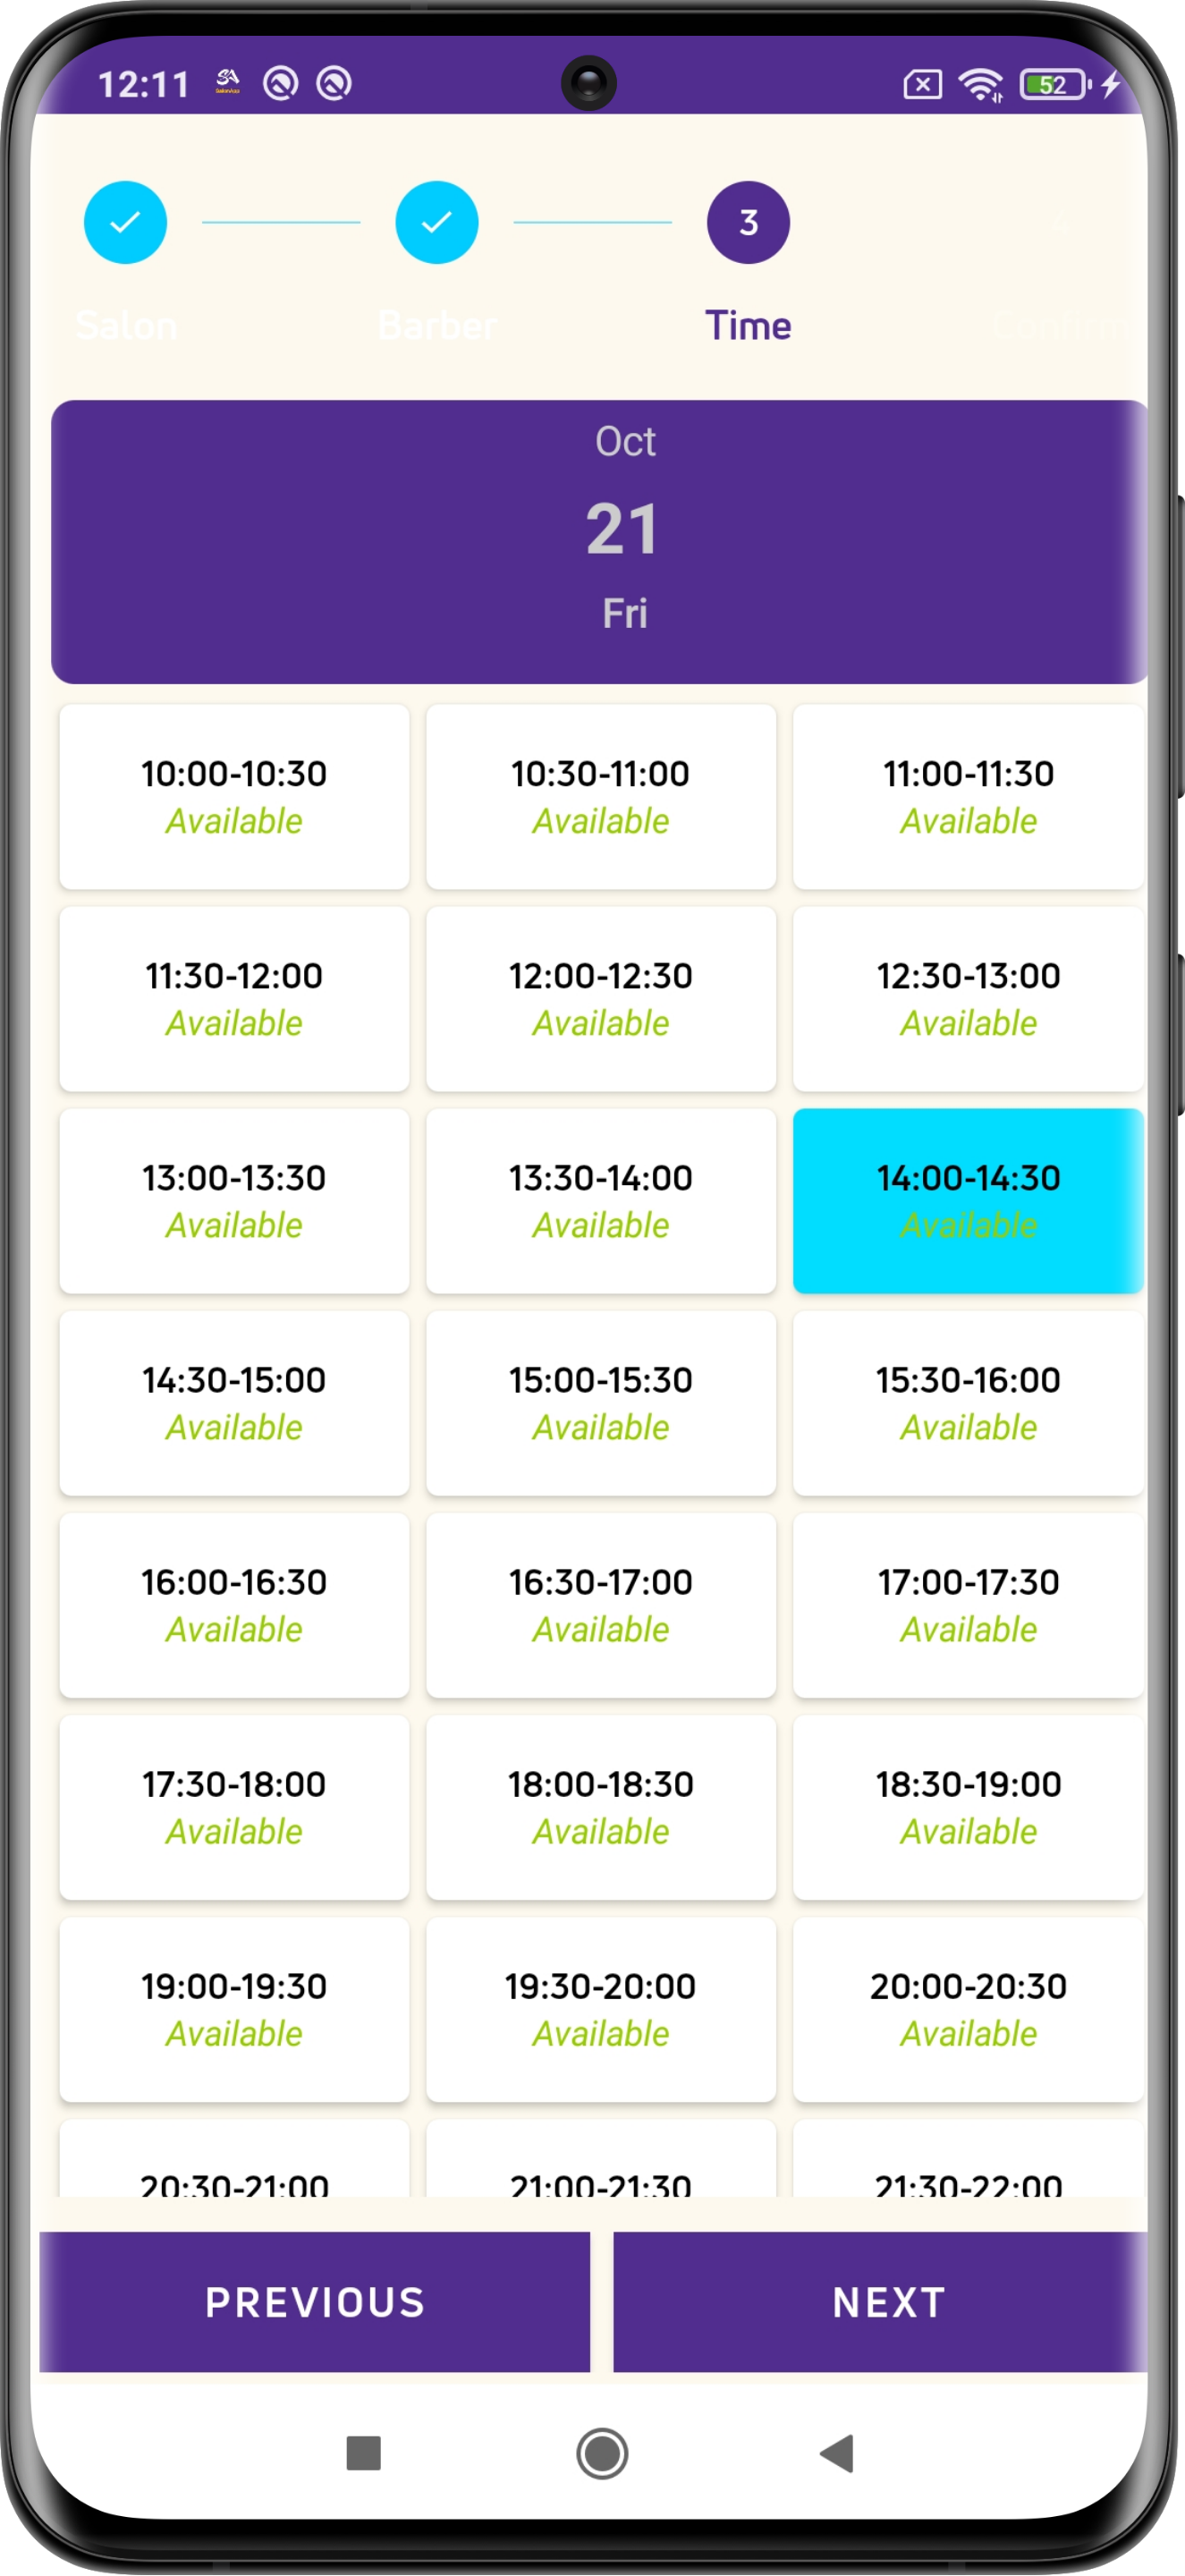 12:11
52
3
Salon Barber Time Confirm
Oct
21
Fri
10:00-10:30 10:30-11:00 11:00-11:30
Available Available Available
11:30-12:00 12:00-12:30 12:30-13:00
Available Available Available
13:00-13:30 13:30-14:00 14:00-14:30
Available Available Available
14:30-15:00 15:00-15:30 15:30-16:00
Available Available Available
16:00-16:30 16:30-17:00 17:00-17:30
Available Available Available
17:30-18:00 18:00-18:30 18:30-19:00
Available Available Available
19:00-19:30 19:30-20:00 20:00-20:30
Available Available Available
20:30-21:00 21:00-21:30 21:30-22:00
PREVIOUS NEXT